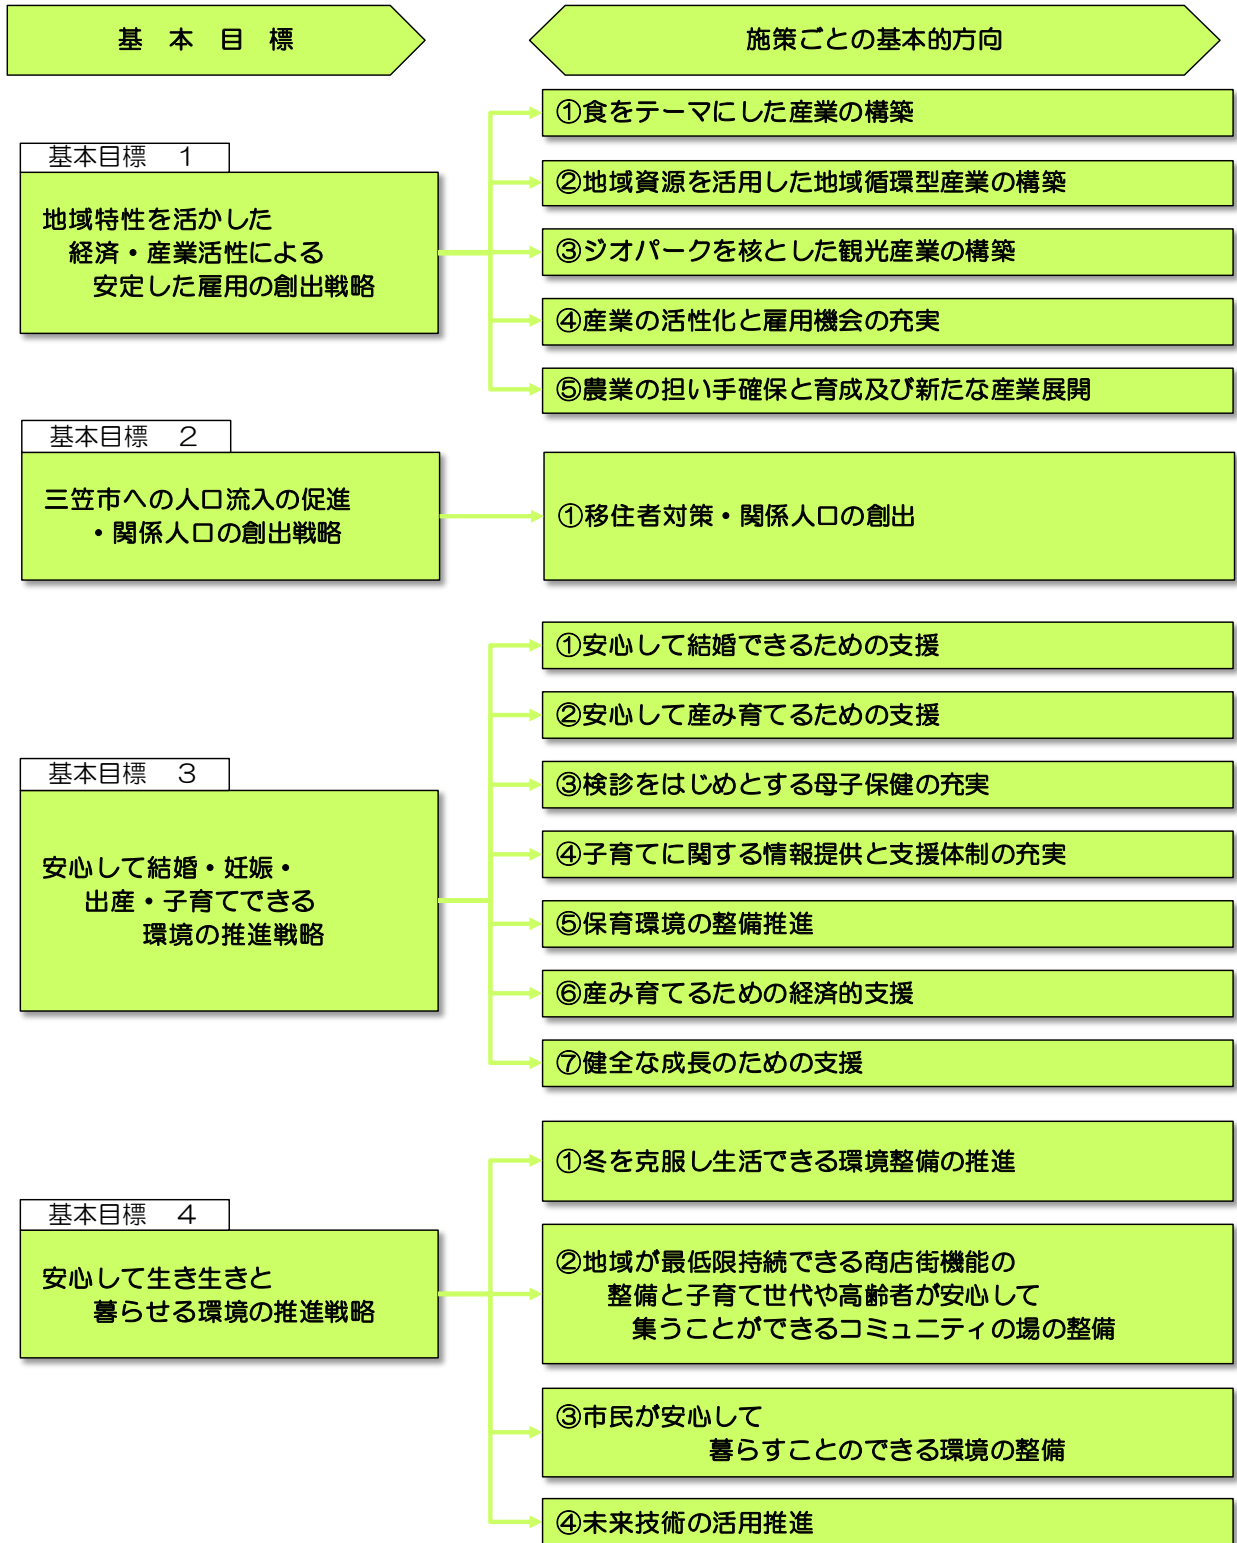 基 本 目 標
施策ごとの基本的方向
基本目標 1
地域特性を活かした
経済・産業活性による
安定した雇用の創出戦略
①食をテーマにした産業の構築
②地域資源を活用した地域循環型産業の構築
③ジオパークを核とした観光産業の構築
④産業の活性化と雇用機会の充実
⑤農業の担い手確保と育成及び新たな産業展開
基本目標 2
三笠市への人口流入の促進
・関係人口の創出戦略
①移住者対策・関係人口の創出
基本目標 3
安心して結婚・妊娠・
出産・子育てできる
環境の推進戦略
①安心して結婚できるための支援
②安心して産み育てるための支援
③検診をはじめとする母子保健の充実
④子育てに関する情報提供と支援体制の充実
⑤保育環境の整備推進
⑥産み育てるための経済的支援
⑦健全な成長のための支援
基本目標 4
安心して生き生きと
暮らせる環境の推進戦略
①冬を克服し生活できる環境整備の推進
②地域が最低限持続できる商店街機能の
整備と子育て世代や高齢者が安心して
集うことができるコミュニティの場の整備
③市民が安心して
暮らすことのできる環境の整備
④未来技術の活用推進